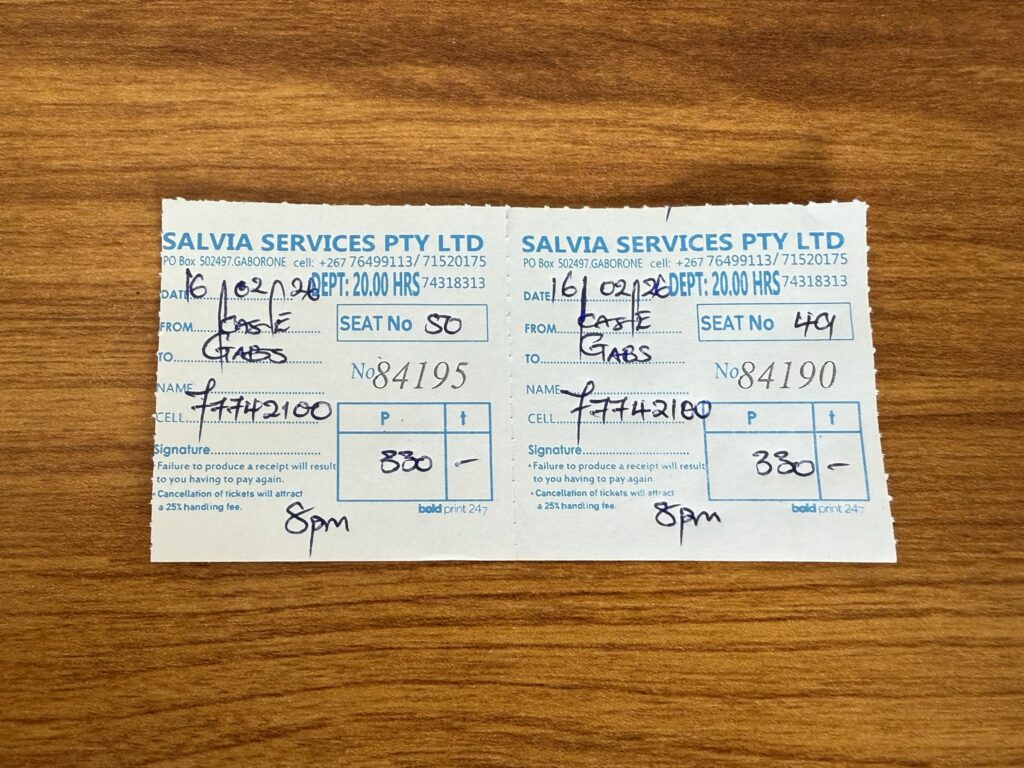 SALVIA SERVICES PTY LTD
PO Box 502497.GABORONE cell: +267 76499113/ 71520175
DATE 16/02/26 DEPT: 20.00 HRS 74318313
FROM KASE SEAT No 50
TO GABS
No 84195
NAME
CELL 77742100 P t
Signature
330 -
• Failure to produce a receipt will result
to you having to pay again.
• Cancellation of tickets will attract
a 25% handling fee. bold print 247
8pm
SALVIA SERVICES PTY LTD
PO Box 502497.GABORONE cell: +267 76499113/ 71520175
DATE 16/02/26 DEPT: 20.00 HRS 74318313
FROM KASE SEAT No 49
TO GABS
No 84190
NAME
CELL 77742100 P t
Signature
330 -
• Failure to produce a receipt will result
to you having to pay again.
• Cancellation of tickets will attract
a 25% handling fee. bold print 247
8pm